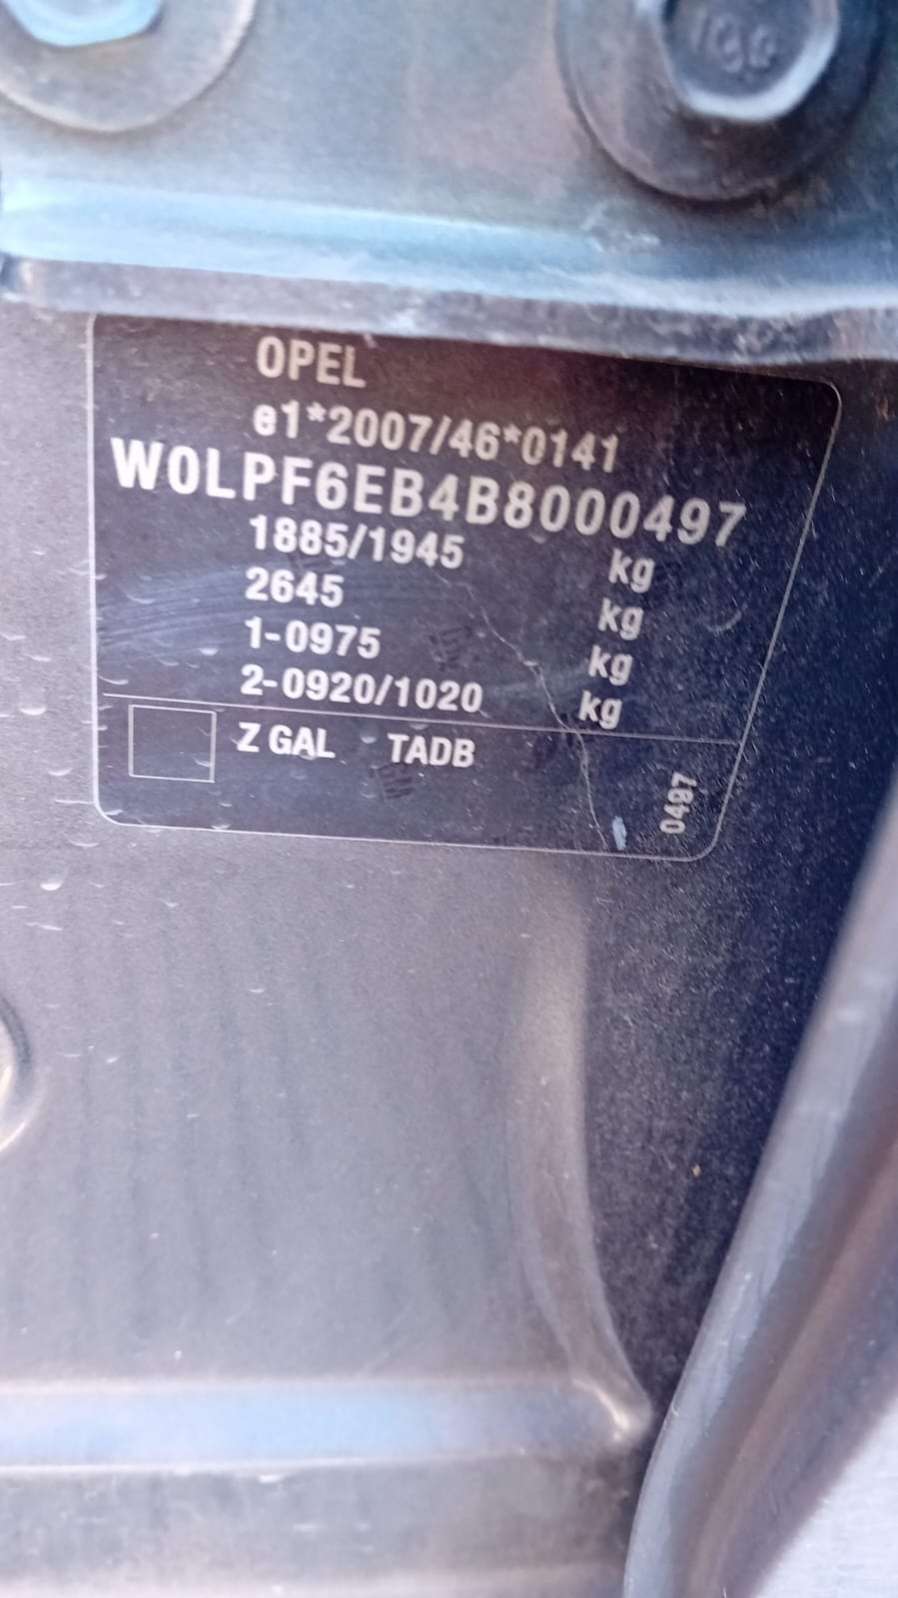 OPEL
e1*2007/46*0141
W0LPF6EB4B8000497
1885/1945 kg
2645 kg
1-0975 kg
2-0920/1020 kg
Z GAL TADB
0497